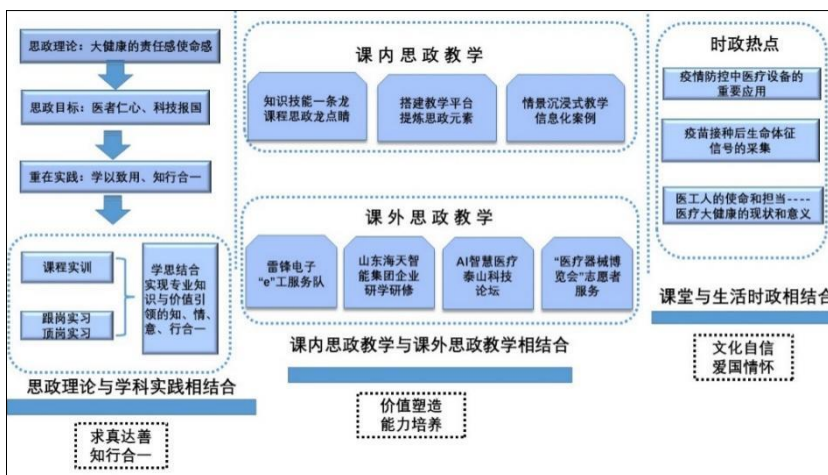 思政理论：大健康的责任感使命感
思政目标：医者仁心、科技报国
重在实践：学以致用、知行合一
课程实训
跟岗实习
顶岗实习
学思结合
实现专业知
识与价值引
领的知、情、
意、行合一
思政理论与学科实践相结合
求真达善
知行合一
课内思政教学
知识技能一条龙
课程思政龙点睛
搭建教学平台
提炼思政元素
情景沉浸式教学
信息化案例
课外思政教学
雷锋电子
“e”工服务队
山东海天智
能集团企业
研学研修
AI智慧医疗
泰山科技
论坛
“医疗器械博
览会”志愿者
服务
课内思政教学与课外思政教学相结合
价值塑造
能力培养
时政热点
疫情防控中医疗设备的
重要应用
疫苗接种后生命体征
信号的采集
医工人的使命和担当----
医疗大健康的现状和意义
课堂与生活时政相结合
文化自信
爱国情怀